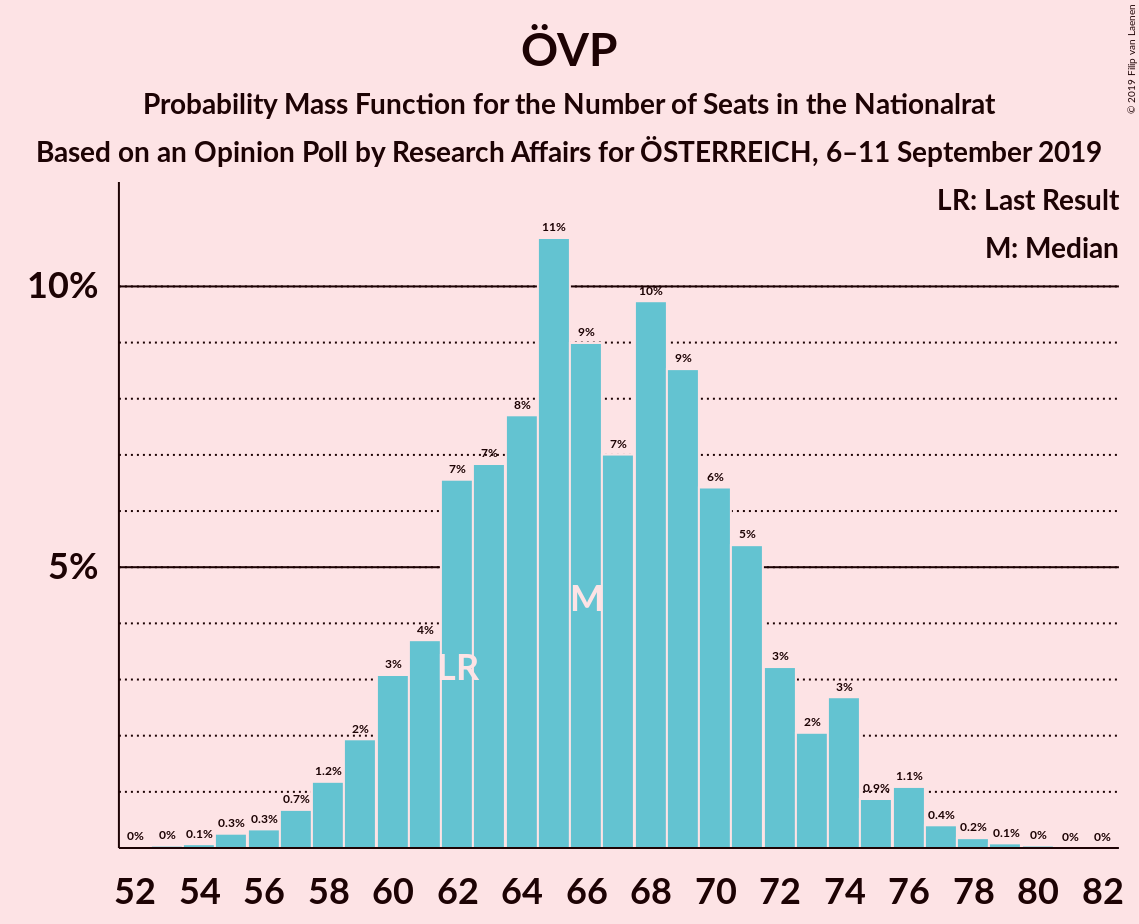 ÖVP
Probability Mass Function for the Number of Seats in the Nationalrat
Based on an Opinion Poll by Research Affairs for ÖSTERREICH, 6–11 September 2019
© 2019 Filip van Laenen
LR: Last Result
M: Median
10%
5%
0% 0% 0.1% 0.3% 0.3% 0.7% 1.2% 2% 3% 4% 7% 7% 8% 11% 9% 7% 10% 9% 6% 5% 3% 2% 3% 0.9% 1.1% 0.4% 0.2% 0.1% 0% 0% 0%
LR
M
52 54 56 58 60 62 64 66 68 70 72 74 76 78 80 82